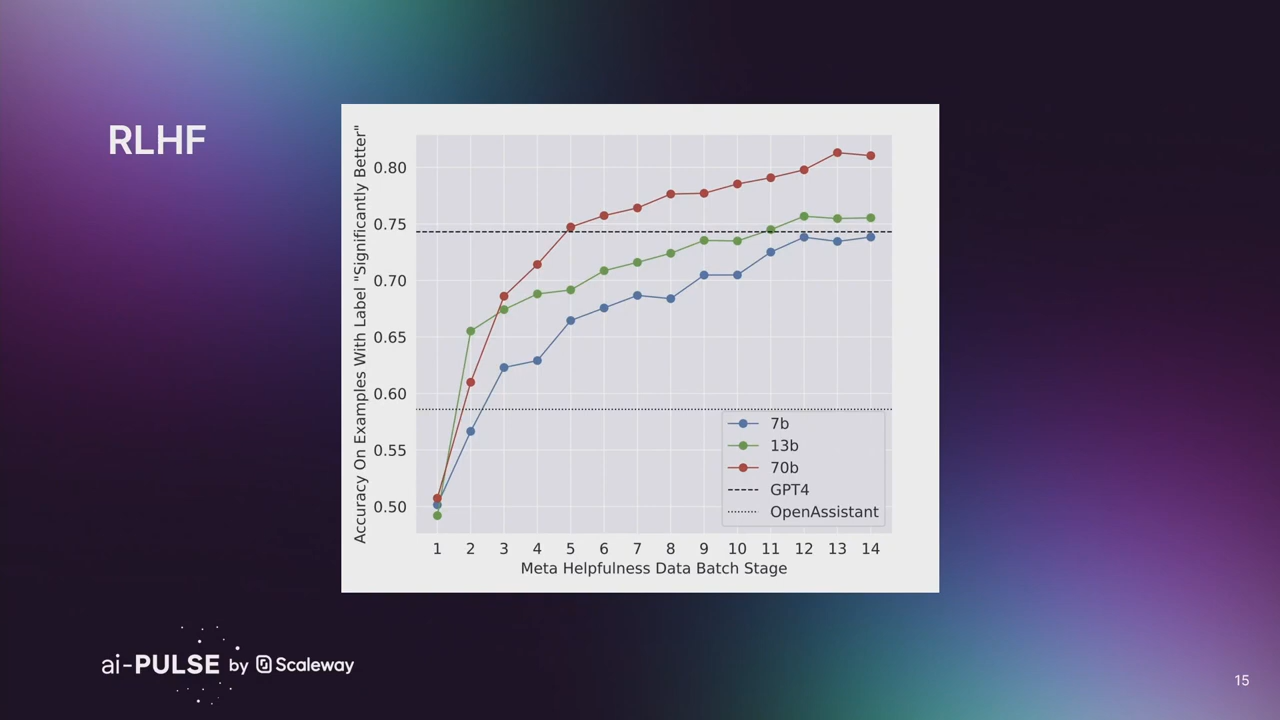 RLHF
Accuracy On Examples With Label "Significantly Better"
0.80
0.75
0.70
0.65
0.60
0.55
0.50
7b
13b
70b
GPT4
OpenAssistant
1 2 3 4 5 6 7 8 9 10 11 12 13 14
Meta Helpfulness Data Batch Stage
ai-PULSE by Scaleway
15